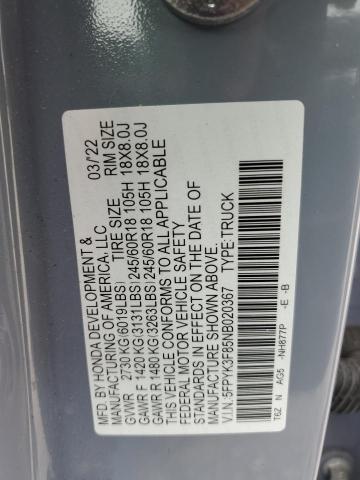 MFD. BY HONDA DEVELOPMENT & 03/'22
MANUFACTURING OF AMERICA, LLC
TIRE SIZE RIM SIZE
GVWR 2730 KG(6019LBS)
GAWR F 1420 KG(3131LBS) 245/60R18 105H 18X8.0J
GAWR R 1480 KG(3263LBS) 245/60R18 105H 18X8.0J
THIS VEHICLE CONFORMS TO ALL APPLICABLE
FEDERAL MOTOR VEHICLE SAFETY
STANDARDS IN EFFECT ON THE DATE OF
MANUFACTURE SHOWN ABOVE.
V.I.N.:5FPYK3F85NB020367 TYPE:TRUCK
T6Z N AG5 -NH877P -E -B